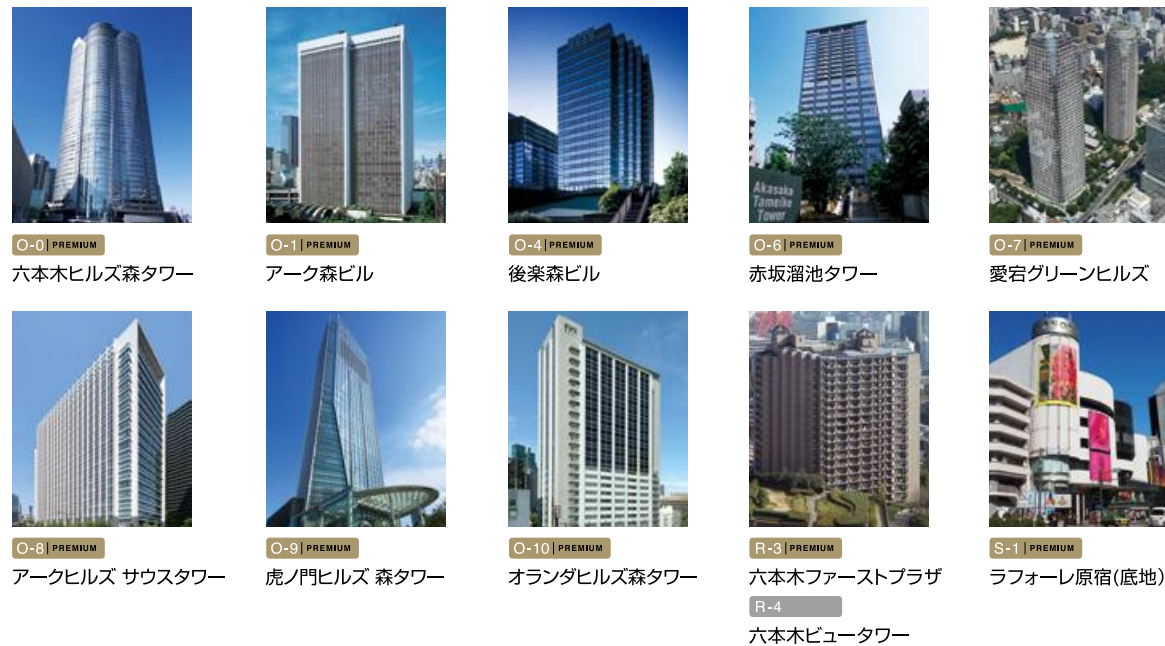 Akasaka
Tameike
Tower
O-0 | PREMIUM
六本木ヒルズ森タワー
O-1 | PREMIUM
アーク森ビル
O-4 | PREMIUM
後楽森ビル
O-6 | PREMIUM
赤坂溜池タワー
O-7 | PREMIUM
愛宕グリーンヒルズ
O-8 | PREMIUM
アークヒルズ サウスタワー
O-9 | PREMIUM
虎ノ門ヒルズ 森タワー
O-10 | PREMIUM
オランダヒルズ森タワー
R-3 | PREMIUM
六本木ファーストプラザ
R-4
六本木ビュータワー
S-1 | PREMIUM
ラフォーレ原宿(底地)